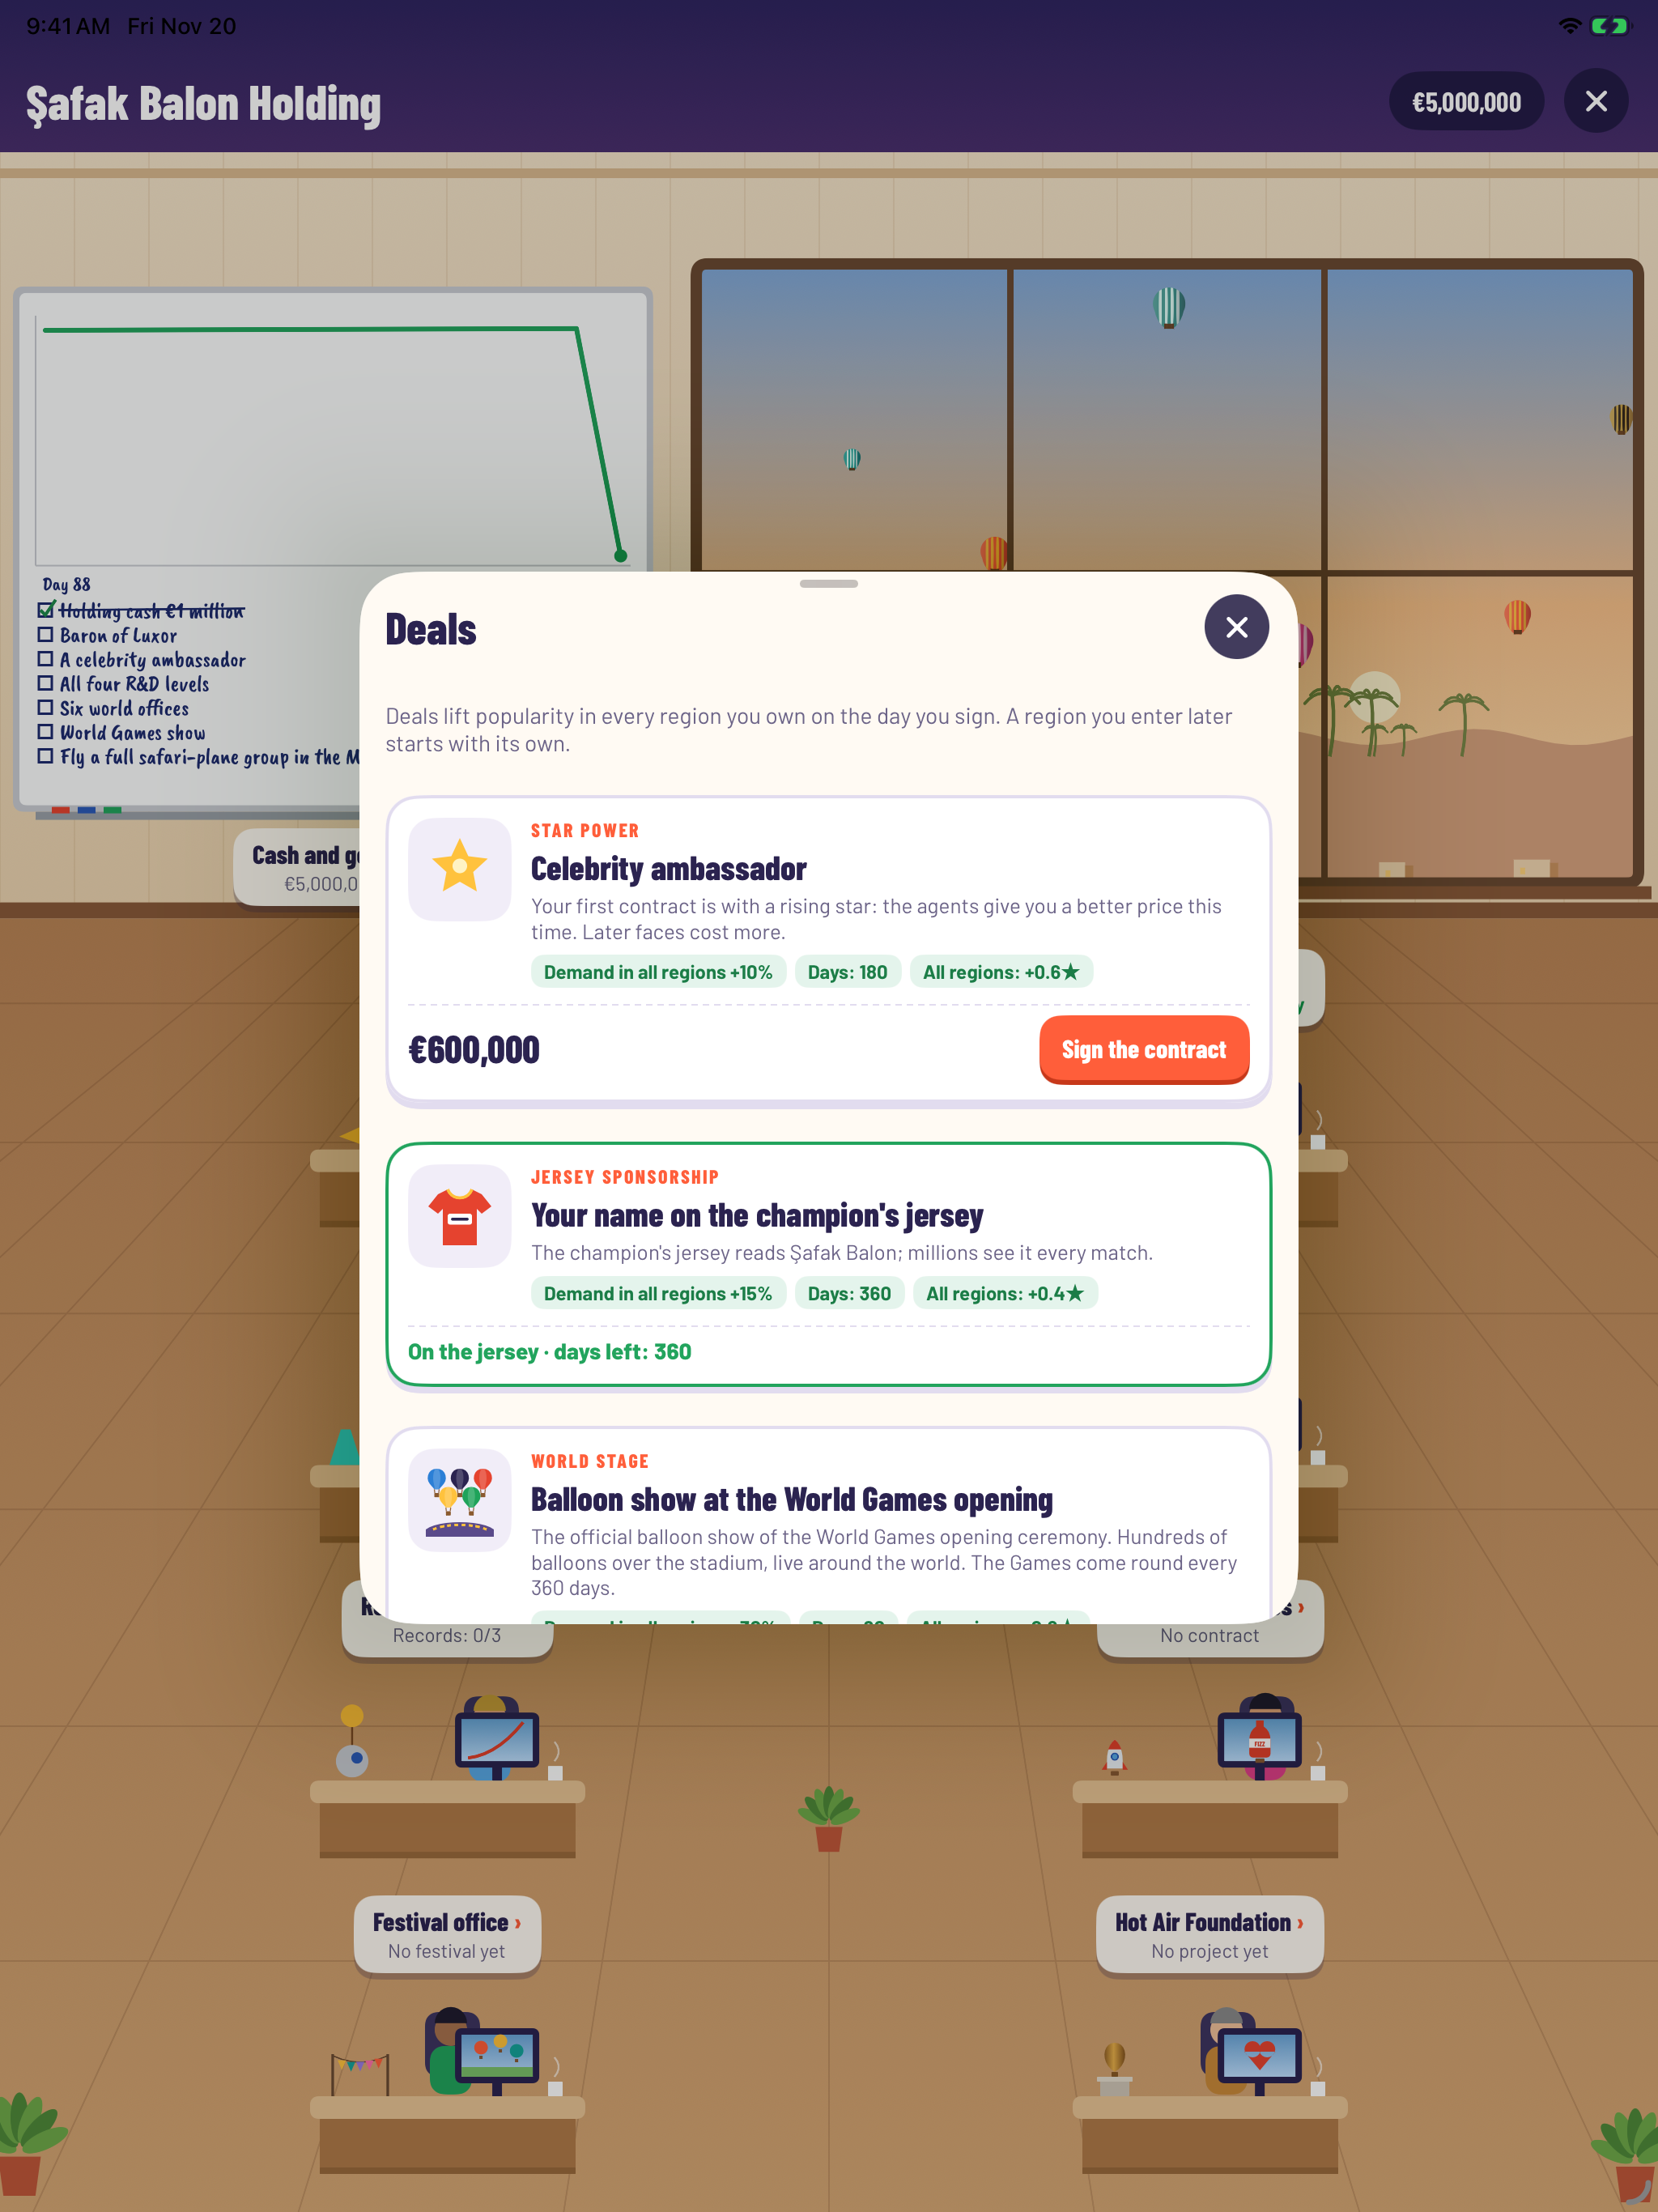 9:41 AM Fri Nov 20
Şafak Balon Holding
€5,000,000
Day 88
Holding cash €1 million
Baron of Luxor
A celebrity ambassador
All four R&D levels
Six world offices
World Games show
Fly a full safari-plane group in the
Cash and
Deals
Deals lift popularity in every region you own on the day you sign. A region you enter later
starts with its own.
STAR POWER
Celebrity ambassador
Your first contract is with a rising star: the agents give you a better price this
time. Later faces cost more.
Demand in all regions +10% Days: 180 All regions: +0.6★
€600,000
Sign the contract
JERSEY SPONSORSHIP
Your name on the champion's jersey
The champion's jersey reads Şafak Balon; millions see it every match.
Demand in all regions +15% Days: 360 All regions: +0.4★
On the jersey · days left: 360
WORLD STAGE
Balloon show at the World Games opening
The official balloon show of the World Games opening ceremony. Hundreds of
balloons over the stadium, live around the world. The Games come round every
360 days.
Records: 0/3
No contract
FIZZ
Festival office ›
No festival yet
Hot Air Foundation ›
No project yet